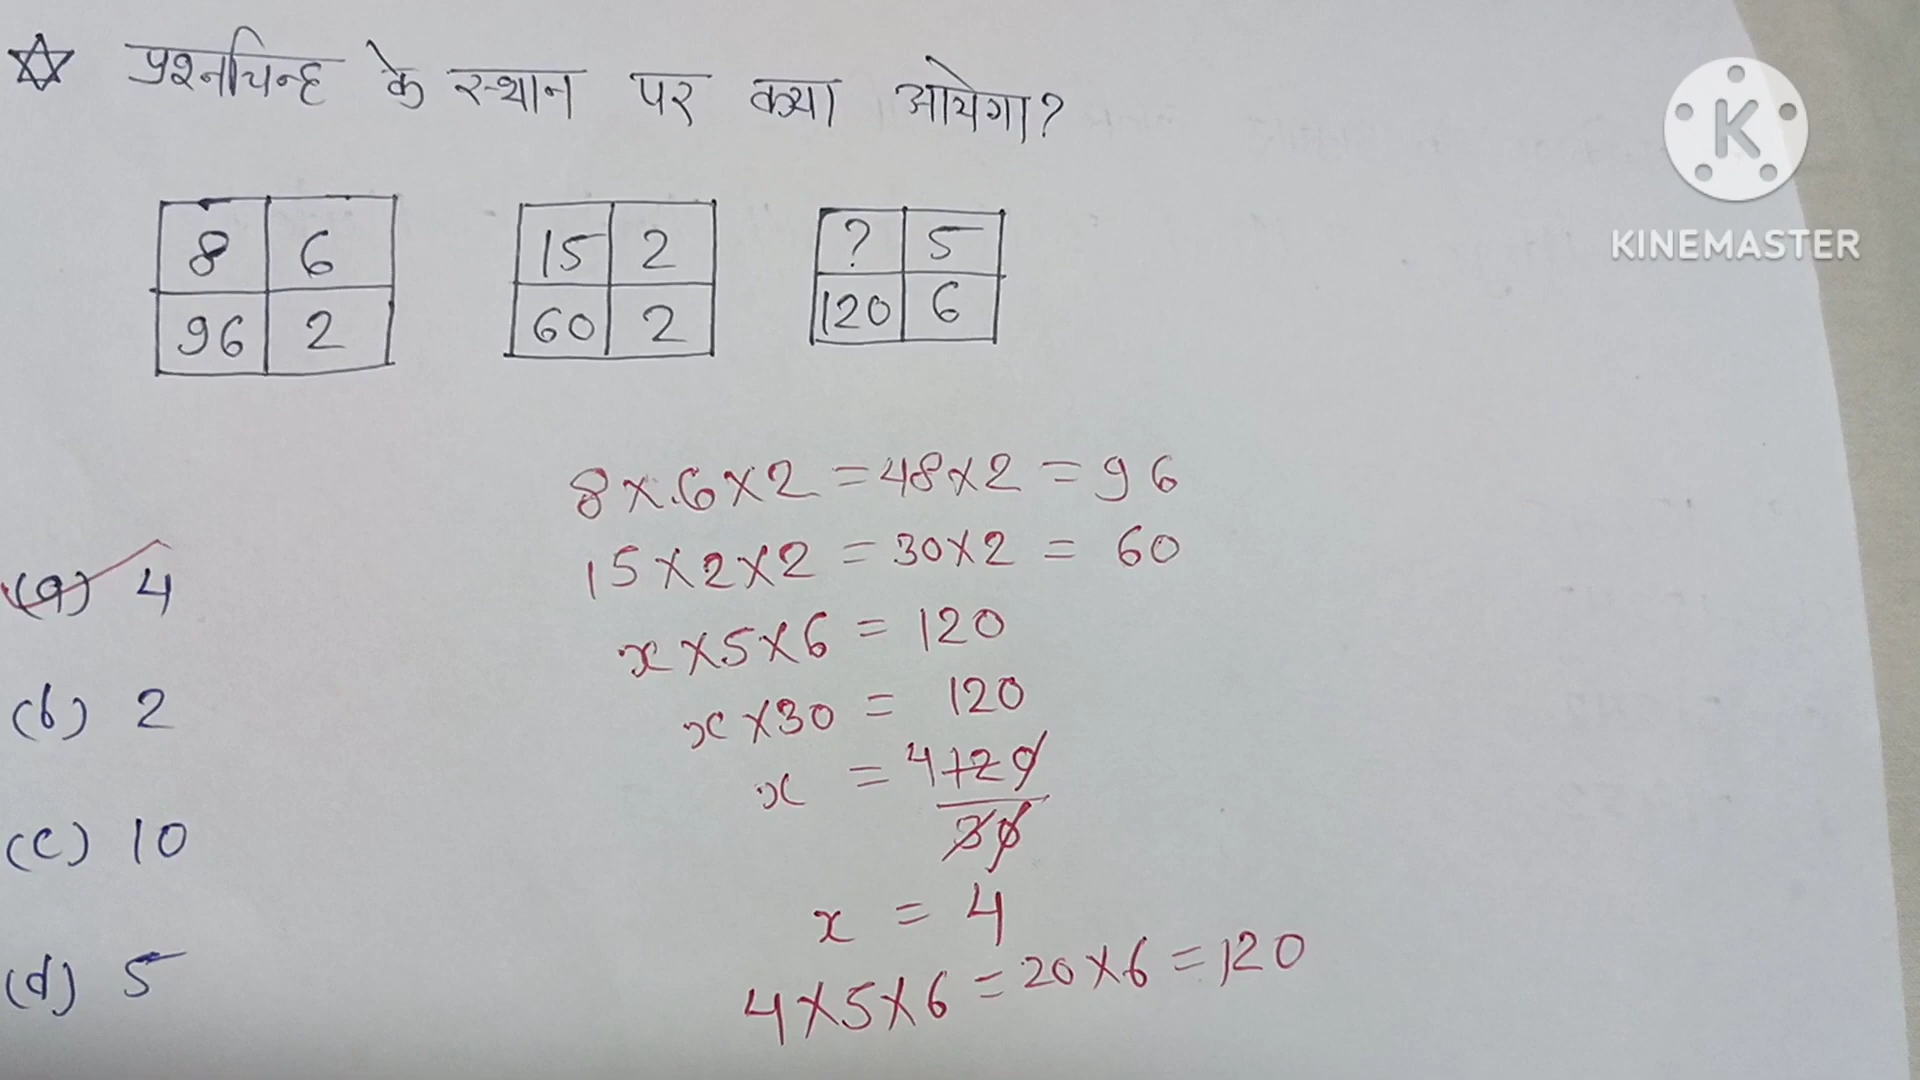 ☆ प्रश्नचिन्ह के स्थान पर क्या आयेगा?
K
KINEMASTER
8 6
96 2
15 2
60 2
? 5
120 6
8×6×2 = 48×2 = 96
15×2×2 = 30×2 = 60
x×5×6 = 120
x×30 = 120
x = 4 120/30
x = 4
4×5×6 = 20×6 = 120
(a) 4
(b) 2
(c) 10
(d) 5